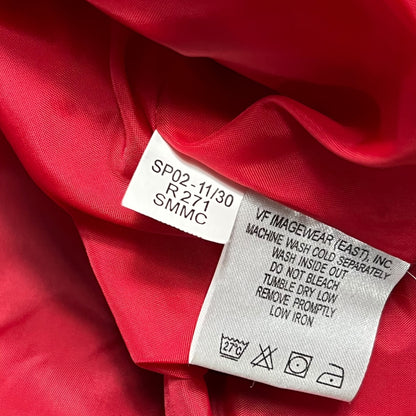 SP02-11/30
R 271
SMMC
VF IMAGEWEAR (EAST), INC
MACHINE WASH COLD SEPARATELY
WASH INSIDE OUT
DO NOT BLEACH
TUMBLE DRY LOW
REMOVE PROMPTLY
LOW IRON
27°C